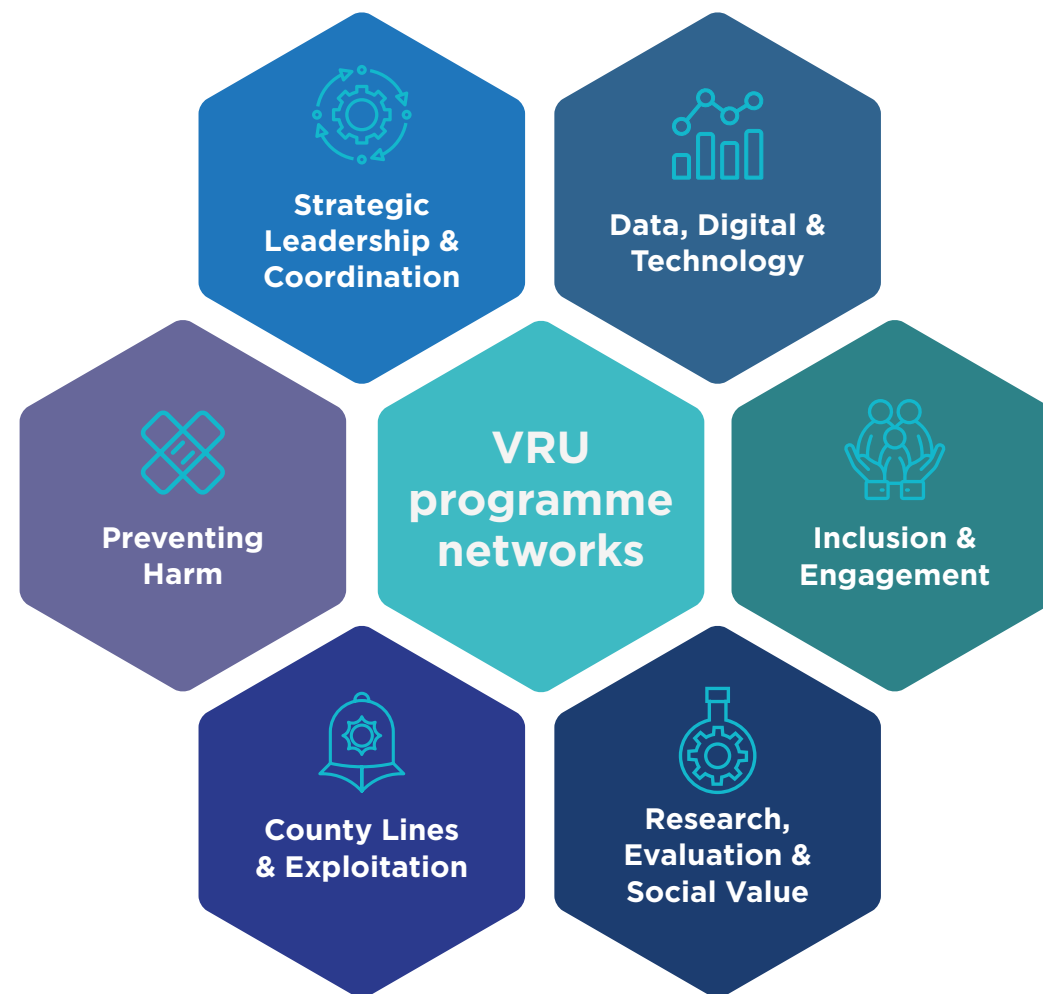 Strategic
Leadership &
Coordination
Data, Digital &
Technology
Preventing
Harm
VRU
programme
networks
Inclusion &
Engagement
County Lines
& Exploitation
Research,
Evaluation &
Social Value